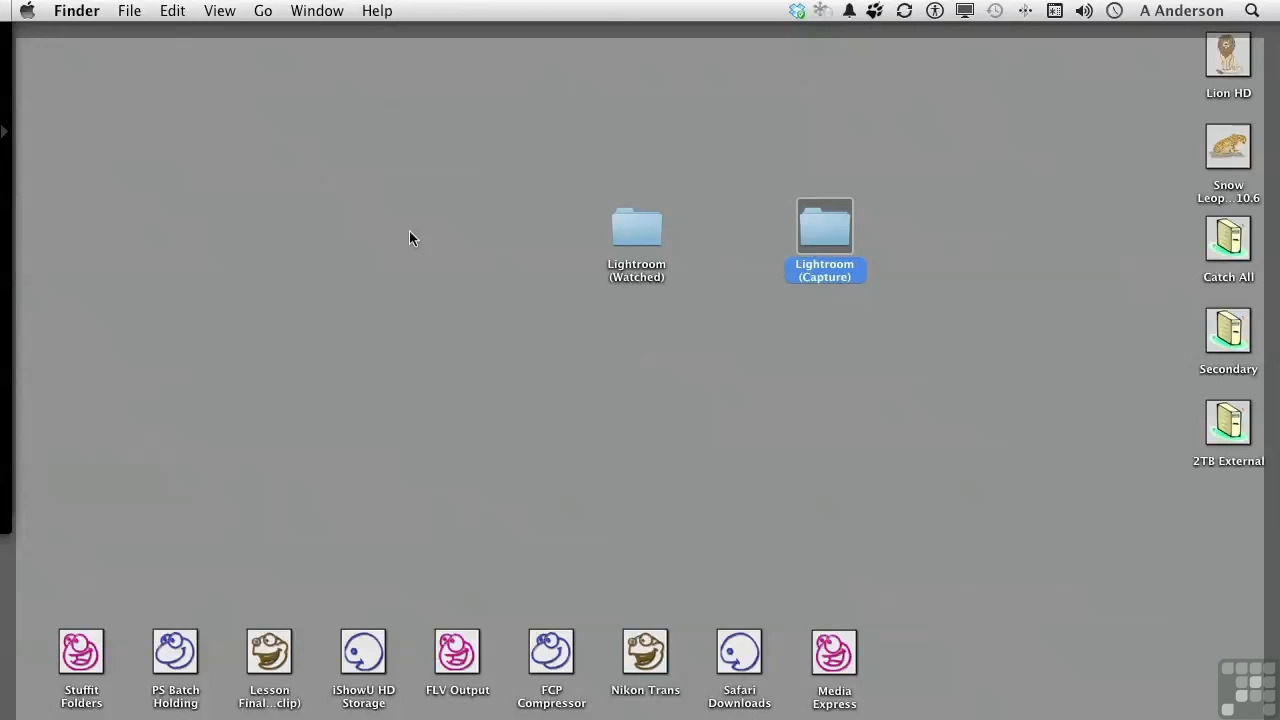 Finder File Edit View Go Window Help A Anderson
Lion HD
Snow
Leop...10.6
Lightroom
(Watched)
Lightroom
(Capture)
Catch All
Secondary
2TB External
Stuffit
Folders
PS Batch
Holding
Lesson
Final...clip)
iShowU HD
Storage
FLV Output
FCP
Compressor
Nikon Trans
Safari
Downloads
Media
Express